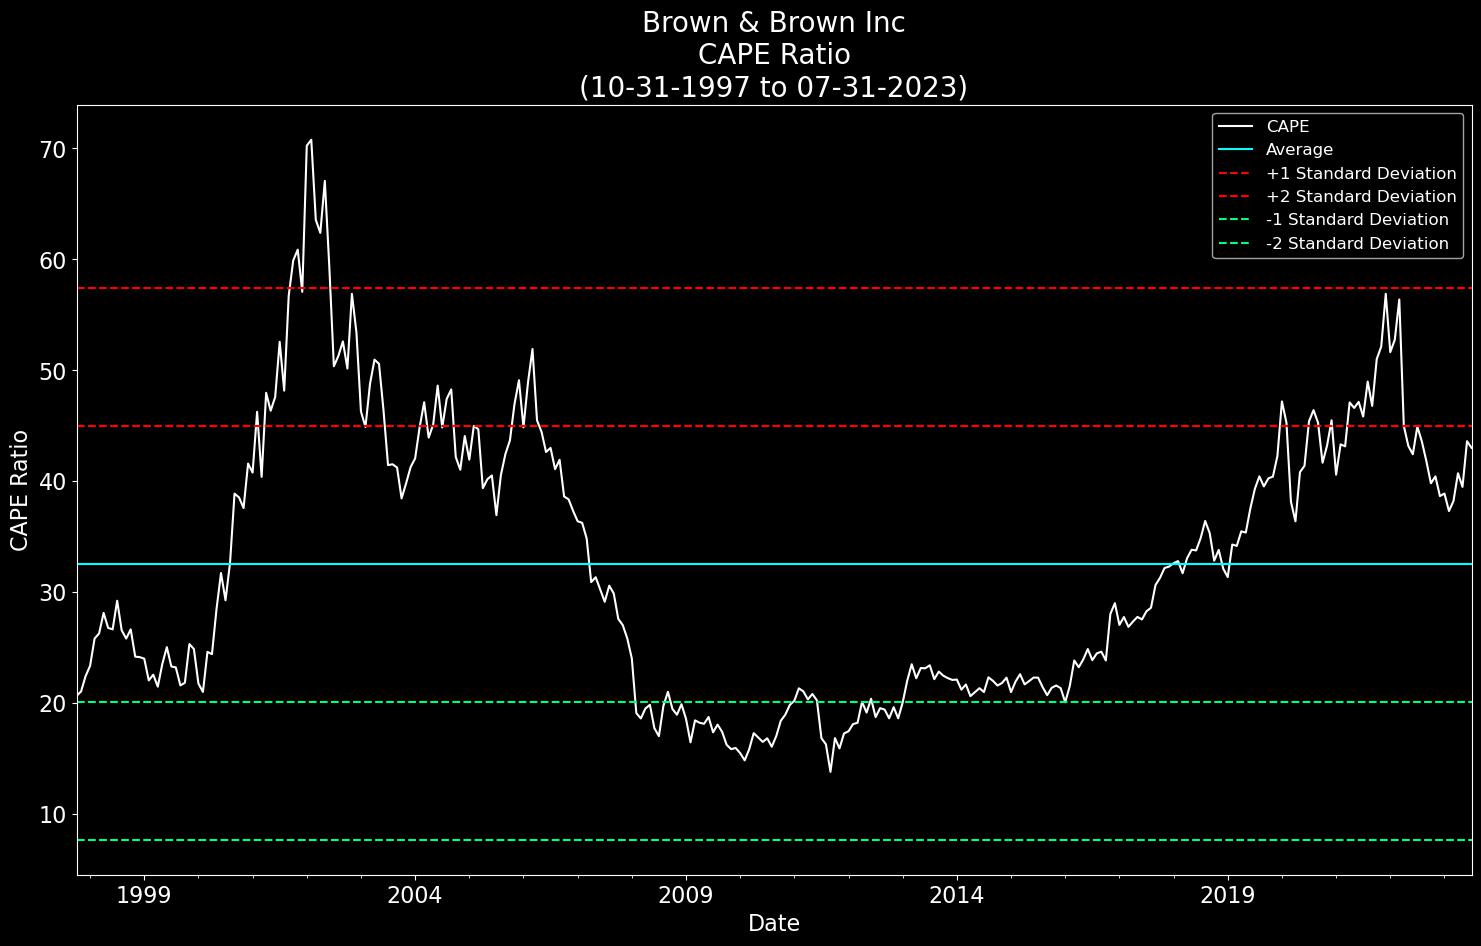 Brown & Brown Inc
CAPE Ratio
(10-31-1997 to 07-31-2023)
CAPE
Average
+1 Standard Deviation
+2 Standard Deviation
-1 Standard Deviation
-2 Standard Deviation
CAPE Ratio
70
60
50
40
30
20
10
1999 2004 2009 2014 2019
Date